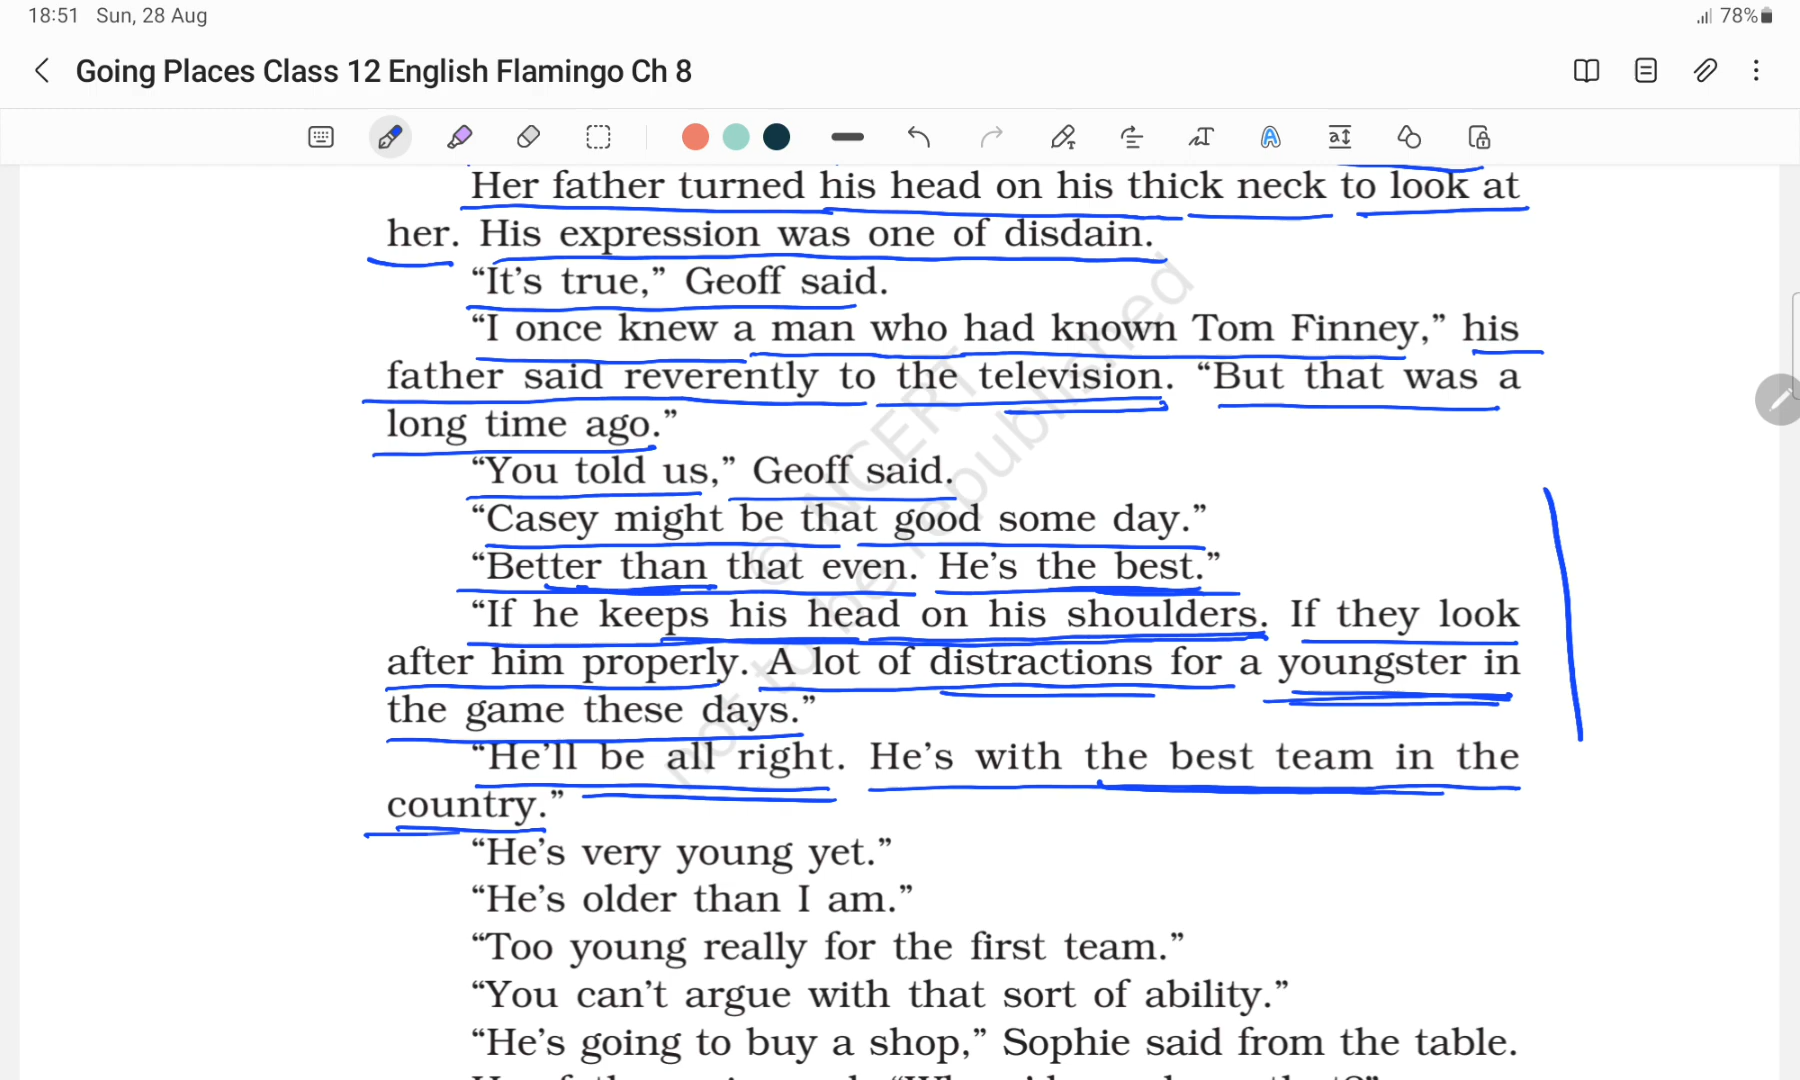 18:51 Sun, 28 Aug
78%
Going Places Class 12 English Flamingo Ch 8
Her father turned his head on his thick neck to look at
her. His expression was one of disdain.
“It’s true,” Geoff said.
“I once knew a man who had known Tom Finney,” his
father said reverently to the television. “But that was a
long time ago.”
“You told us,” Geoff said.
“Casey might be that good some day.”
“Better than that even. He’s the best.”
“If he keeps his head on his shoulders. If they look
after him properly. A lot of distractions for a youngster in
the game these days.”
“He’ll be all right. He’s with the best team in the
country.”
“He’s very young yet.”
“He’s older than I am.”
“Too young really for the first team.”
“You can’t argue with that sort of ability.”
“He’s going to buy a shop,” Sophie said from the table.
© NCERT
not to be republished